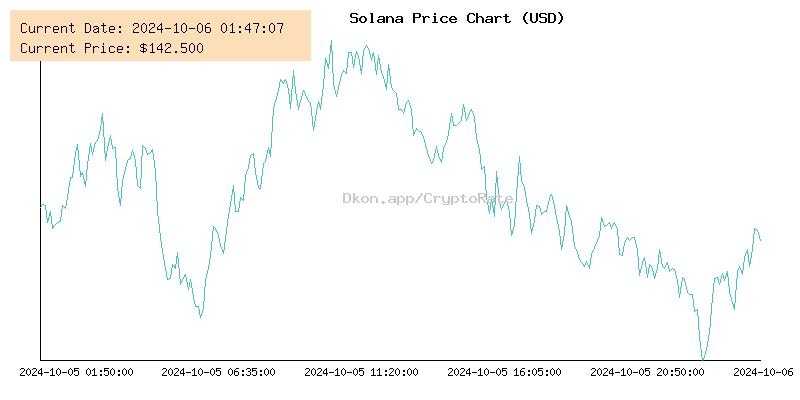 Solana Price Chart (USD)
Current Date: 2024-10-06 01:47:07
Current Price: $142.500
Dkon.app/CryptoRate
2024-10-05 01:50:00 2024-10-05 06:35:00 2024-10-05 11:20:00 2024-10-05 16:05:00 2024-10-05 20:50:00 2024-10-06